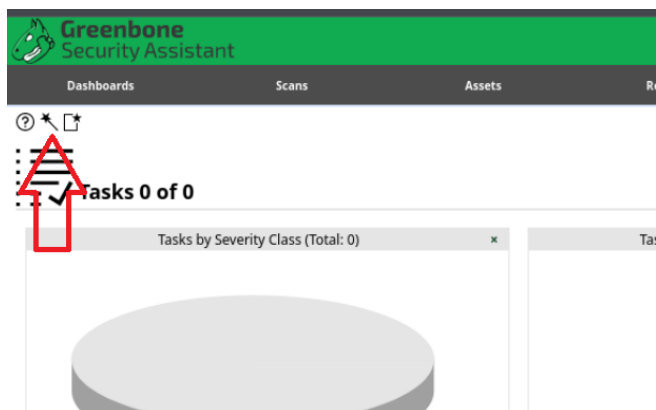 Greenbone
Security Assistant
Dashboards Scans Assets
Tasks 0 of 0
Tasks by Severity Class (Total: 0) ×